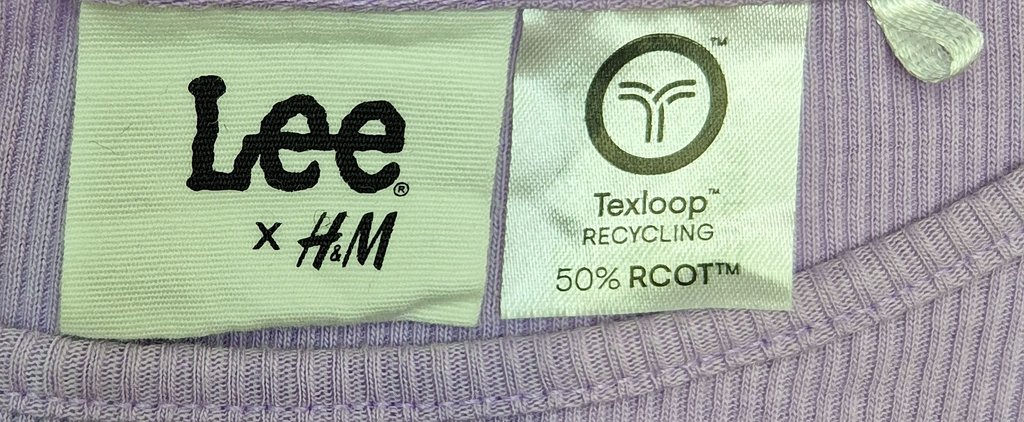 Lee®
x H&M
™
Texloop™
RECYCLING
50% RCOT™